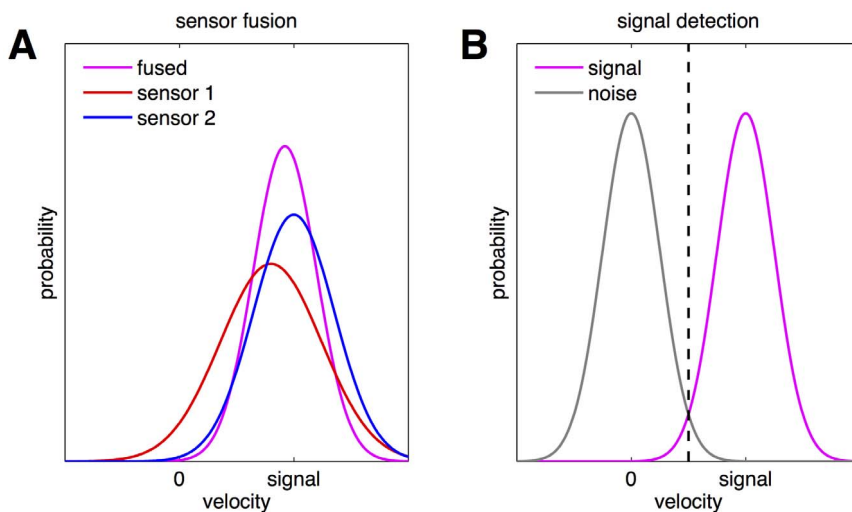 A
sensor fusion
fused
sensor 1
sensor 2
probability
0
signal
velocity
B
signal detection
signal
noise
probability
0
signal
velocity